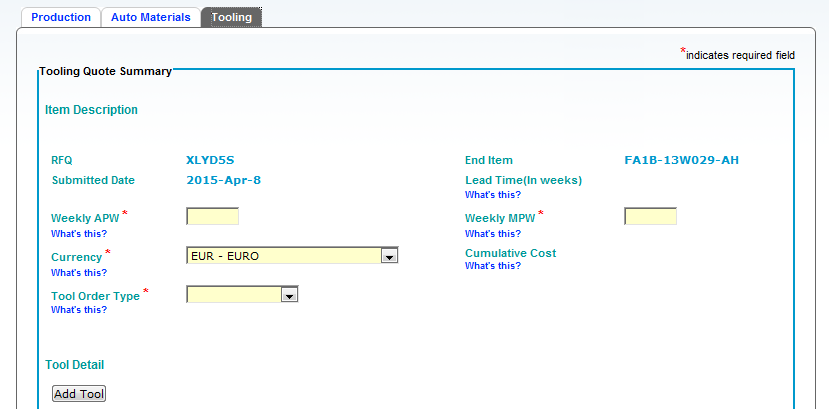 Production Auto Materials Tooling
*indicates required field
Tooling Quote Summary
Item Description
RFQ XLYD5S End Item FA1B-13W029-AH
Submitted Date 2015-Apr-8 Lead Time(In weeks)
What's this?
Weekly APW * Weekly MPW *
What's this? What's this?
Currency * EUR - EURO Cumulative Cost
What's this? What's this?
Tool Order Type *
What's this?
Tool Detail
Add Tool